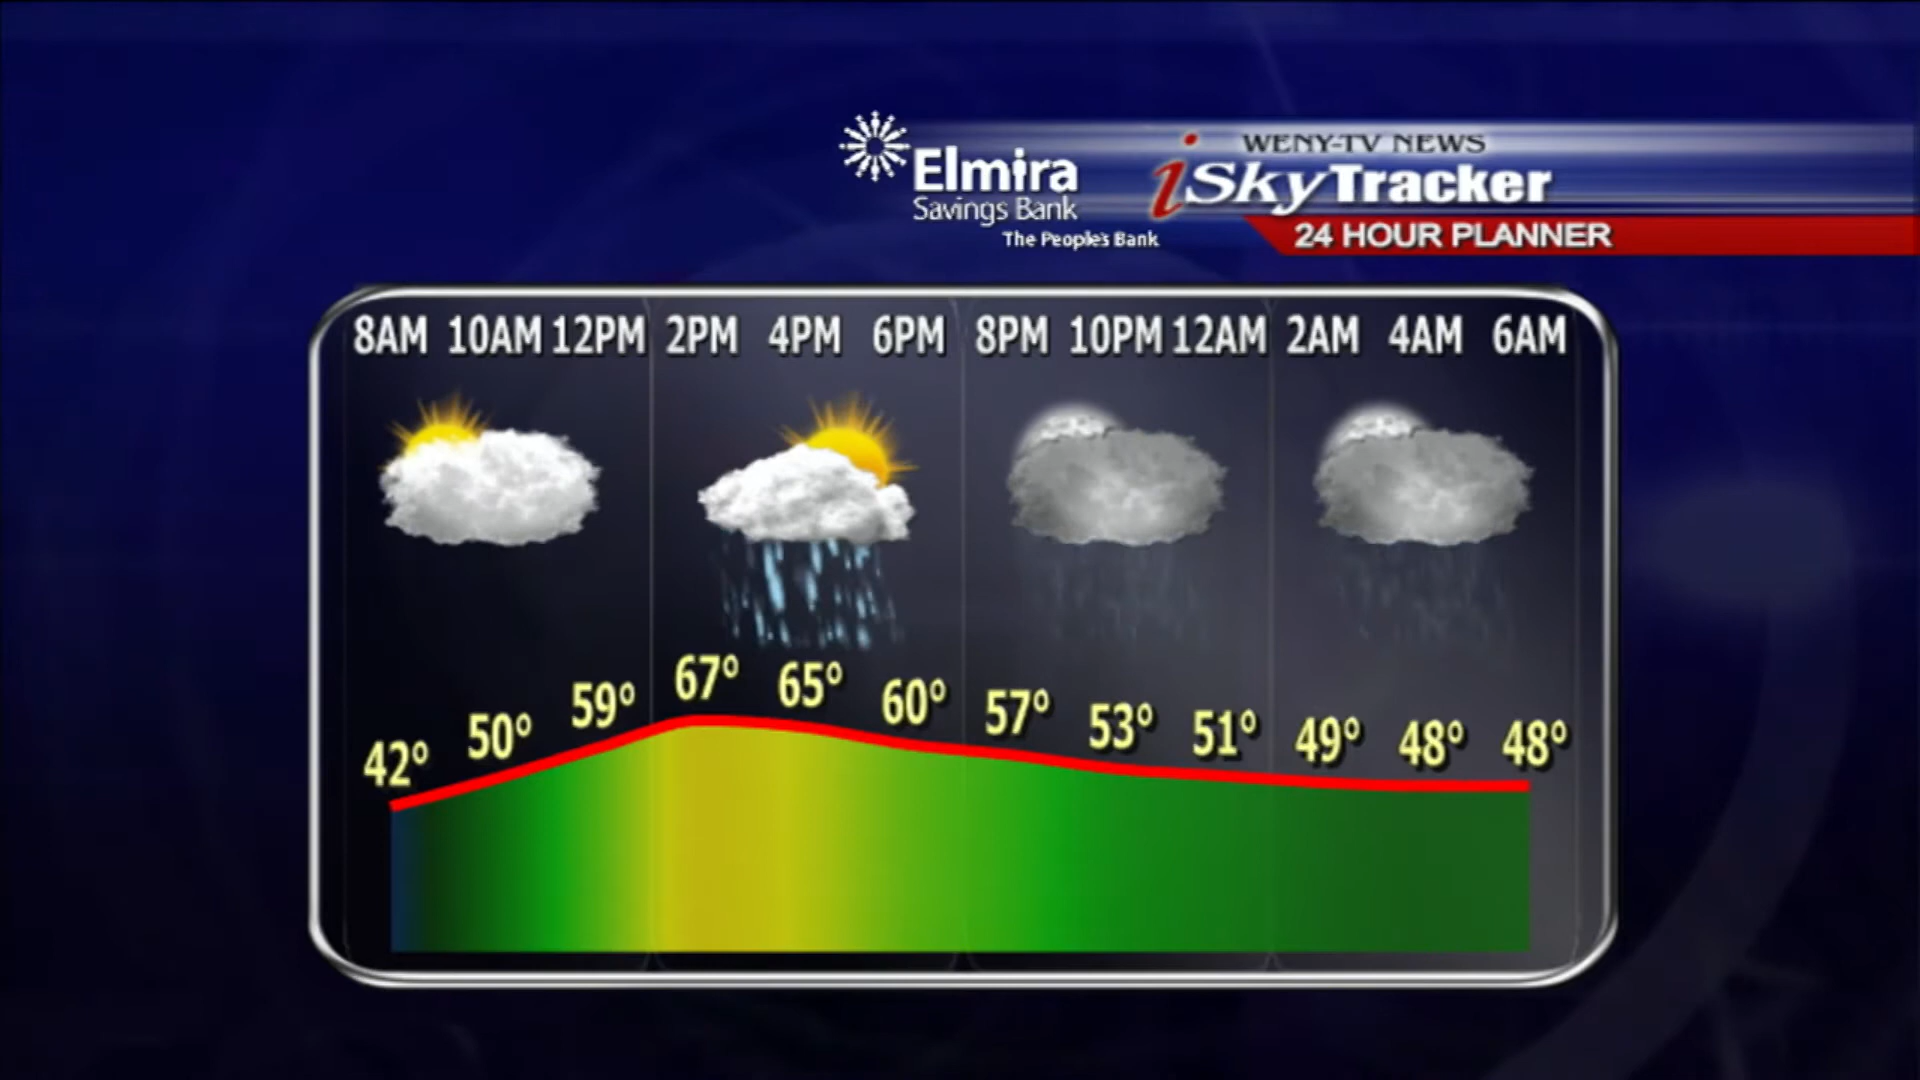 Elmira
Savings Bank
The People's Bank
WENY-TV NEWS
iSkyTracker
24 HOUR PLANNER
8AM 10AM 12PM 2PM 4PM 6PM 8PM 10PM 12AM 2AM 4AM 6AM
42° 50° 59° 67° 65° 60° 57° 53° 51° 49° 48° 48°